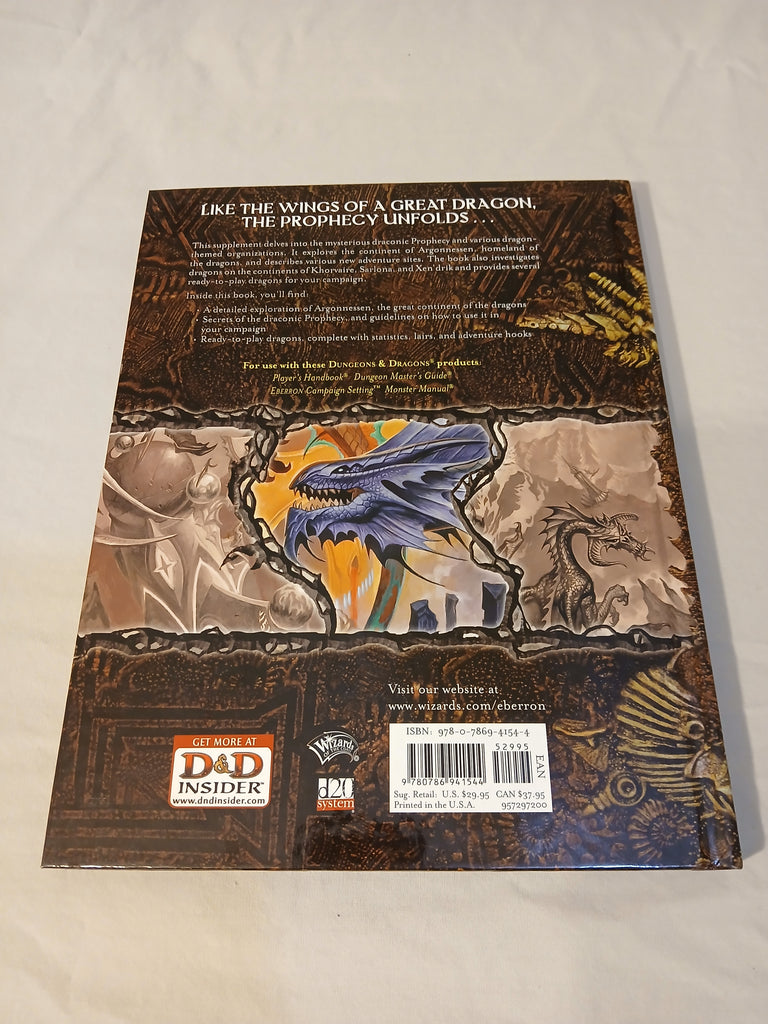 LIKE THE WINGS OF A GREAT DRAGON,
THE PROPHECY UNFOLDS . . .
This supplement delves into the mysterious draconic Prophecy and various dragon-
themed organizations. It explores the continent of Argonnessen, homeland of
the dragons, and describes various new adventure sites. The book also investigates
dragons on the continents of Khorvaire, Sarlona, and Xen'drik and provides several
ready-to-play dragons for your campaign.
Inside this book, you'll find:
• A detailed exploration of Argonnessen, the great continent of the dragons
• Secrets of the draconic Prophecy, and guidelines on how to use it in
your campaign
• Ready-to-play dragons, complete with statistics, lairs, and adventure hooks
For use with these DUNGEONS & DRAGONS® products:
Player's Handbook® Dungeon Master's Guide®
EBERRON Campaign Setting™ Monster Manual®
Visit our website at
www.wizards.com/eberron
ISBN: 978-0-7869-4154-4
52995
9 780786 941544
EAN
Sug. Retail: U.S. $29.95 CAN $37.95
Printed in the U.S.A. 957297200
GET MORE AT
D&D
INSIDER™
www.dndinsider.com
Wizards
OF THE COAST
d20
system